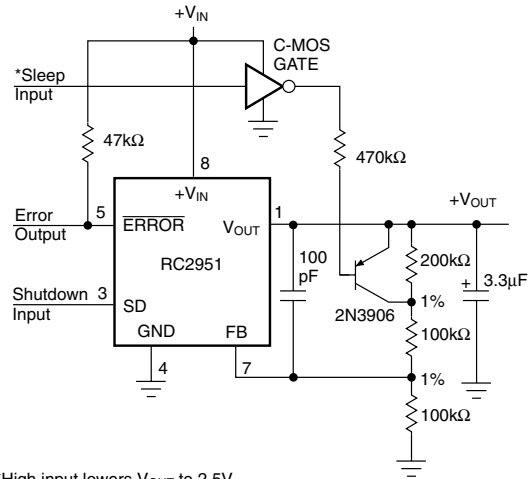 +VIN
C-MOS
GATE
*Sleep
Input
47kΩ
470kΩ
8
+VIN
Error
Output
5
ERROR
VOUT
1
+VOUT
RC2951
100
pF
200kΩ
3.3µF
+
Shutdown
Input
3
SD
2N3906
1%
GND
FB
100kΩ
4
7
1%
100kΩ
High input lowers VOUT to 2.5V